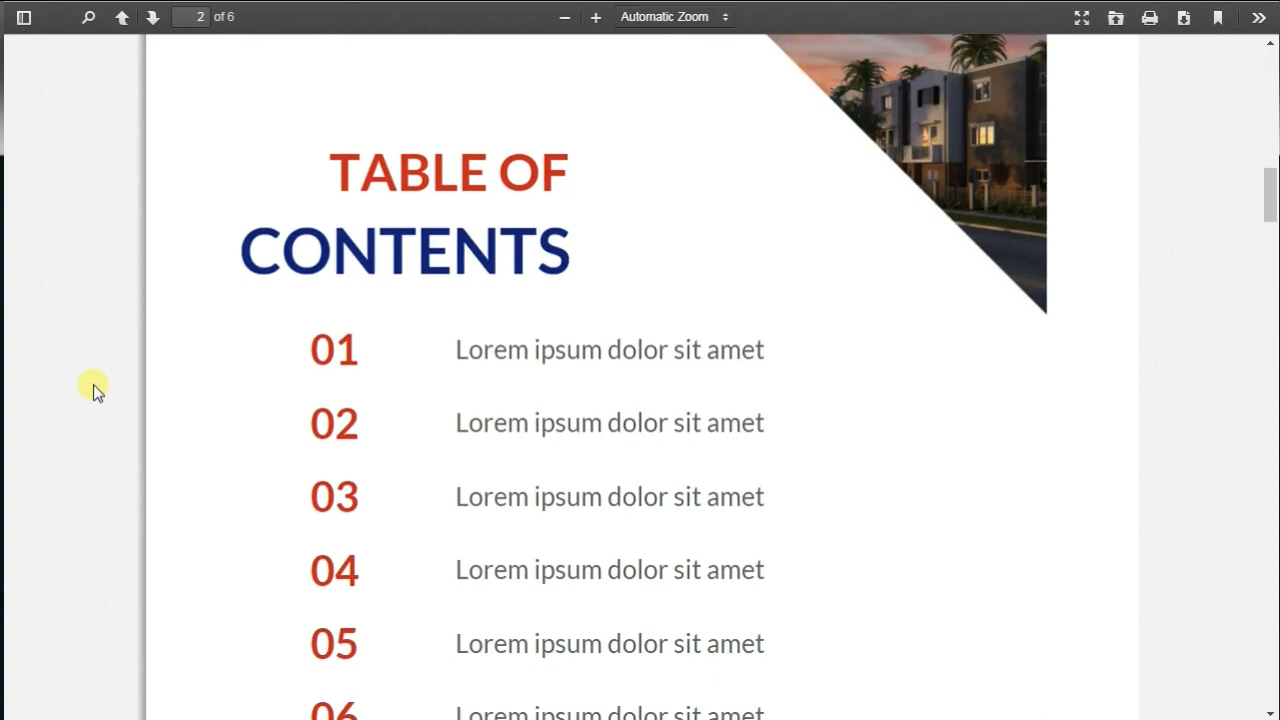 2 of 6 Automatic Zoom
TABLE OF
CONTENTS
01 Lorem ipsum dolor sit amet
02 Lorem ipsum dolor sit amet
03 Lorem ipsum dolor sit amet
04 Lorem ipsum dolor sit amet
05 Lorem ipsum dolor sit amet
06 Lorem ipsum dolor sit amet